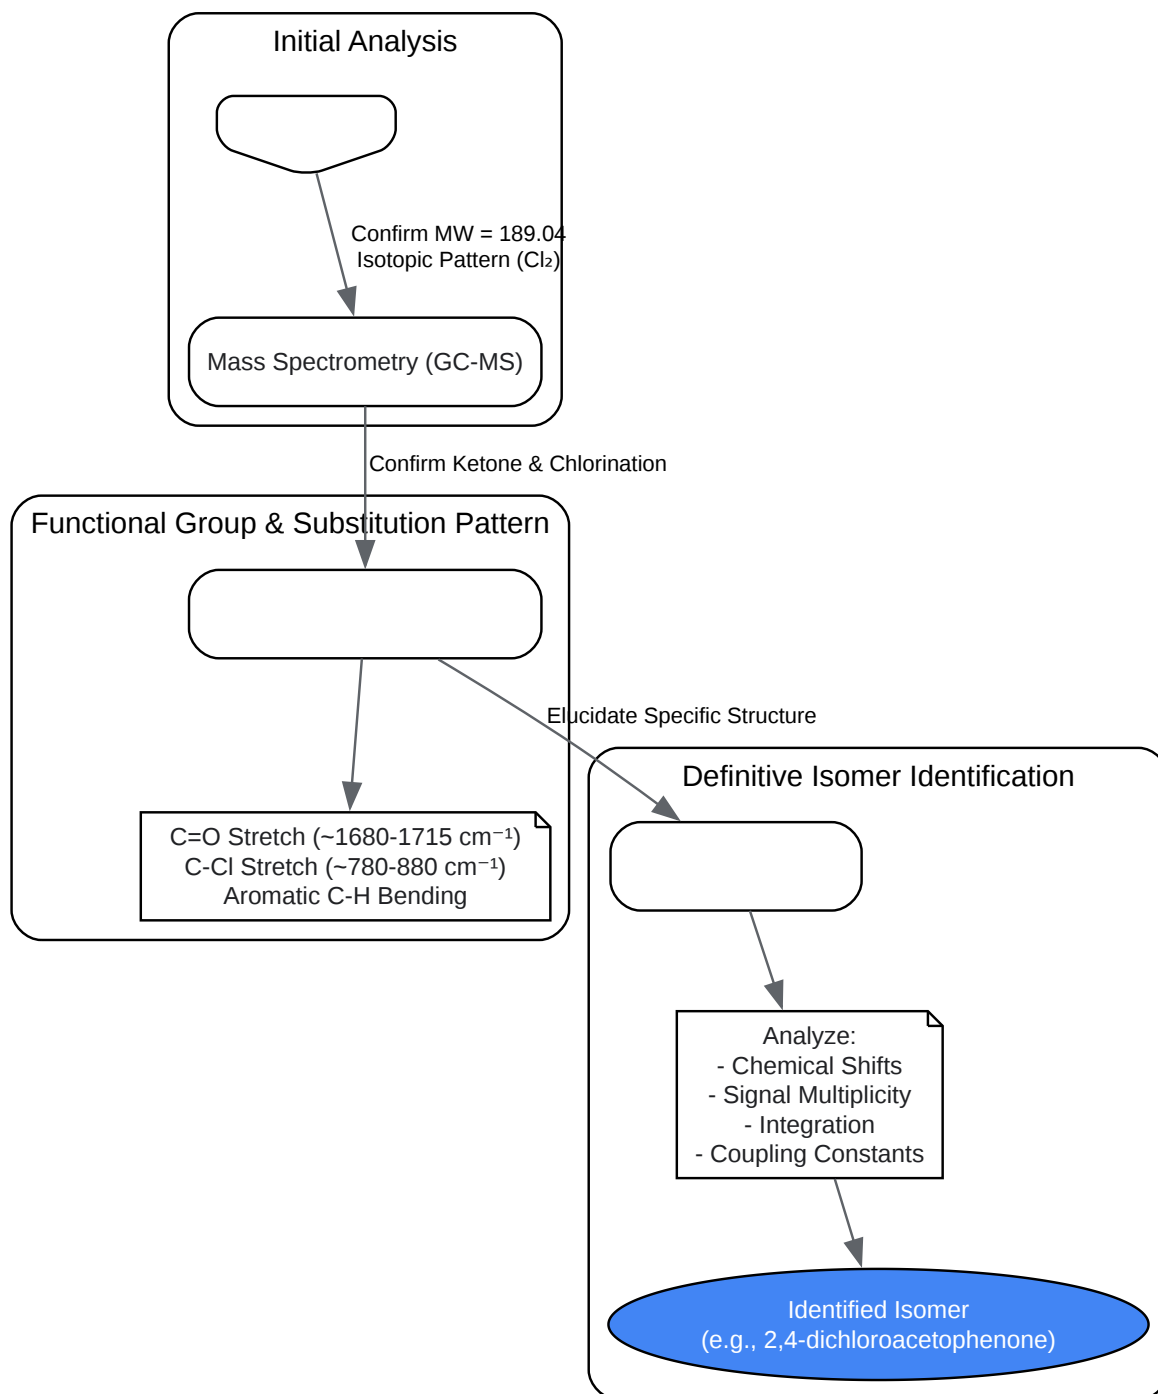 Initial Analysis
Confirm MW = 189.04
Isotopic Pattern (Cl₂)
Mass Spectrometry (GC-MS)
Confirm Ketone & Chlorination
Functional Group & Substitution Pattern
Elucidate Specific Structure
C=O Stretch (~1680-1715 cm⁻¹)
C-Cl Stretch (~780-880 cm⁻¹)
Aromatic C-H Bending
Definitive Isomer Identification
Analyze:
- Chemical Shifts
- Signal Multiplicity
- Integration
- Coupling Constants
Identified Isomer
(e.g., 2,4-dichloroacetophenone)